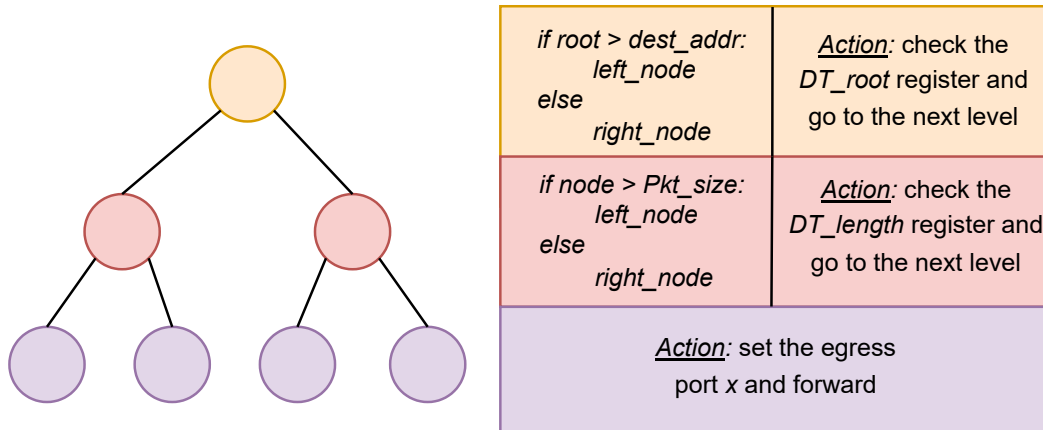 if root > dest_addr:
left_node
else
right_node
Action: check the
DT_root register and
go to the next level
if node > Pkt_size:
left_node
else
right_node
Action: check the
DT_length register and
go to the next level
Action: set the egress
port x and forward